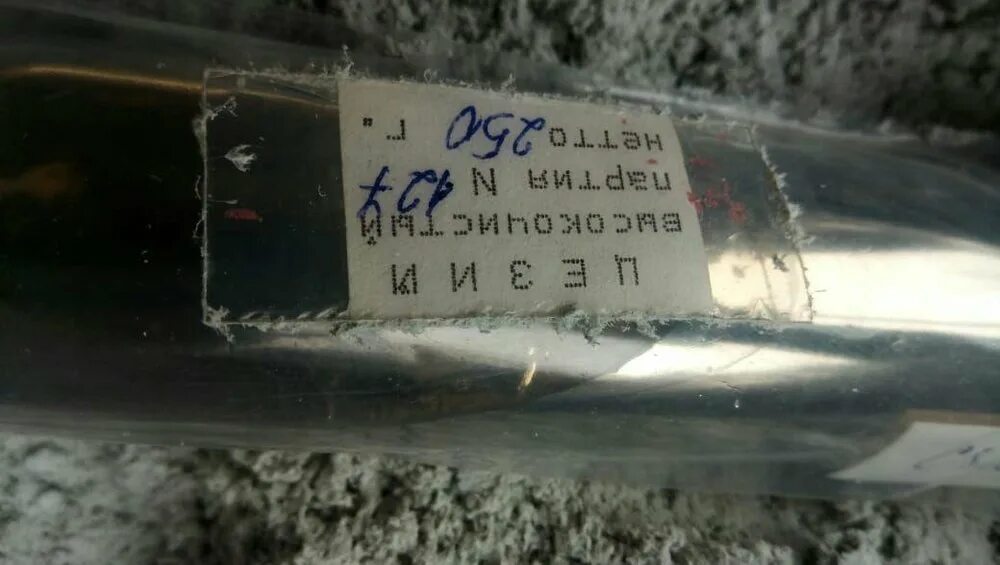 ЦЕЗИЙ
высокочистый
партия N 127
нетто 250 г.